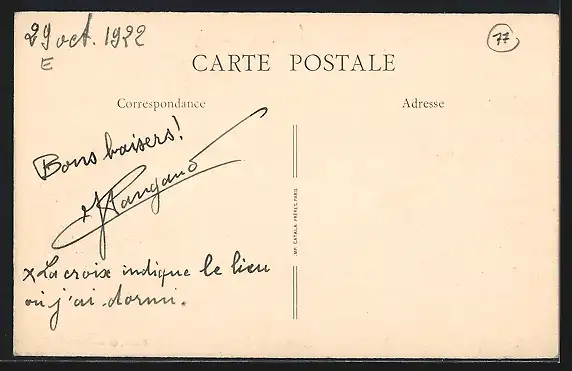 29 oct. 1922
E
77
CARTE POSTALE
Correspondance
Adresse
Bons baisers!
x La croix indique le lieu
où j'ai dormi.
IMP. CATALA FRÈRES, PARIS